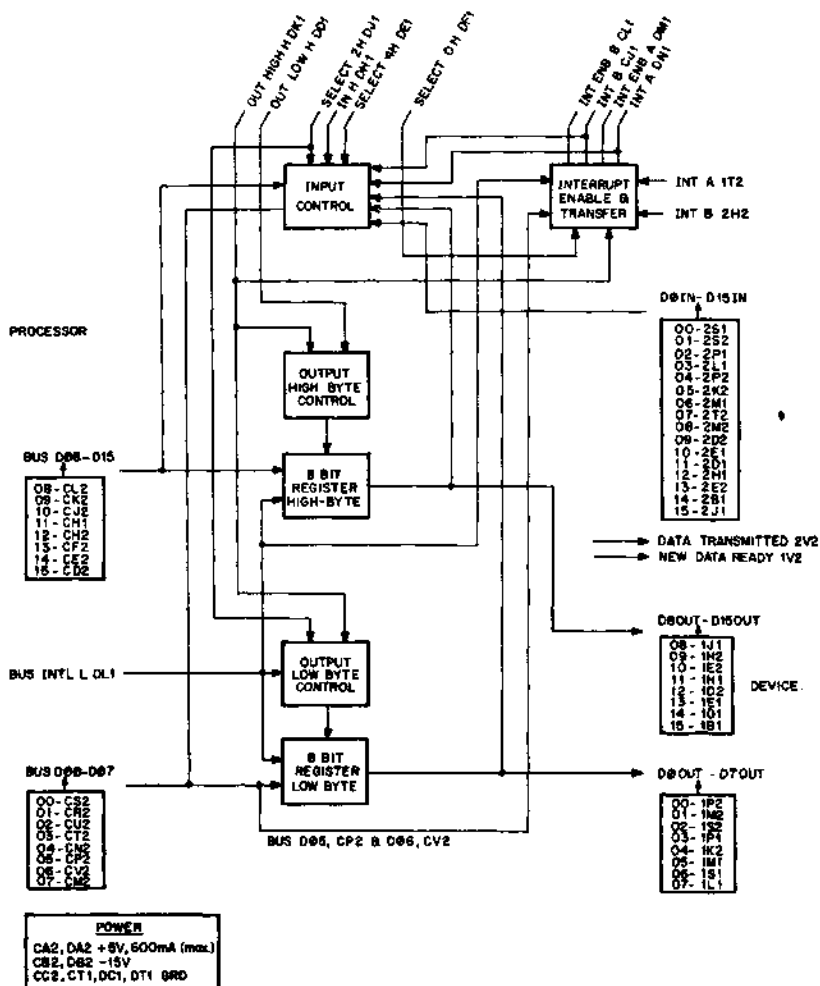 OUT HIGH H DK1
OUT LOW H DD1
SELECT 2H DJ1
IN H DH1
SELECT 4H DE1
SELECT 0 H DF1
INT ENB B CL1
INT B CJ1
INT ENB A DM1
INT A DN1
INPUT
CONTROL
INTERRUPT
ENABLE &
TRANSFER
INT A 1T2
INT B 2H2
PROCESSOR
OUTPUT
HIGH BYTE
CONTROL
D0IN-D15IN
00-2S1
01-2S2
02-2P1
03-2L1
04-2P2
05-2K2
06-2M1
07-2T2
08-2M2
09-2D2
10-2E1
11-2D1
12-2H1
13-2E2
14-2B1
15-2J1
BUS D08-D15
08-CL2
09-CK2
10-CJ2
11-CH1
12-CH2
13-CF2
14-CE2
15-CD2
8 BIT
REGISTER
HIGH-BYTE
DATA TRANSMITTED 2V2
NEW DATA READY 1V2
D8OUT-D15OUT
08-1J1
09-1H2
10-1E2
11-1H1
12-1D2
13-1E1
14-1D1
15-1B1
DEVICE.
BUS INTL L DL1
OUTPUT
LOW BYTE
CONTROL
8 BIT
REGISTER
LOW BYTE
BUS D00-D07
00-CS2
01-CR2
02-CU2
03-CT2
04-CN2
05-CP2
06-CV2
07-CM2
BUS D05, CP2 & D06, CV2
D0OUT - D7OUT
00-1P2
01-1M2
02-1S2
03-1P1
04-1K2
05-1M1
06-1S1
07-1L1
POWER
CA2, DA2 +5V, 600mA (max.)
CB2, DB2 -15V
CC2, CT1, DC1, DT1 GRD